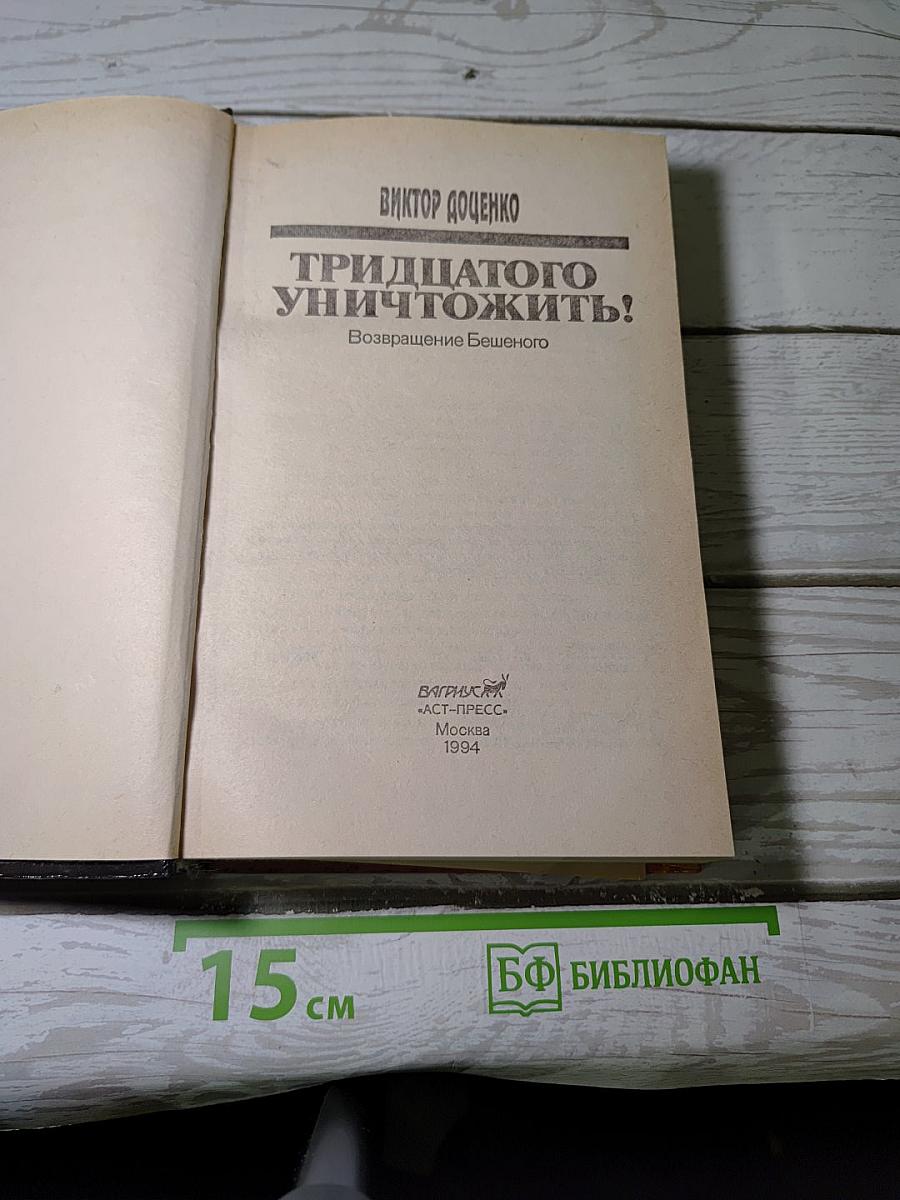 ВИКТОР ДОЦЕНКО
ТРИДЦАТОГО
УНИЧТОЖИТЬ!
Возвращение Бешеного
ВАГРИУС
«АСТ-ПРЕСС»
Москва
1994
15 см
БФ БИБЛИОФАН